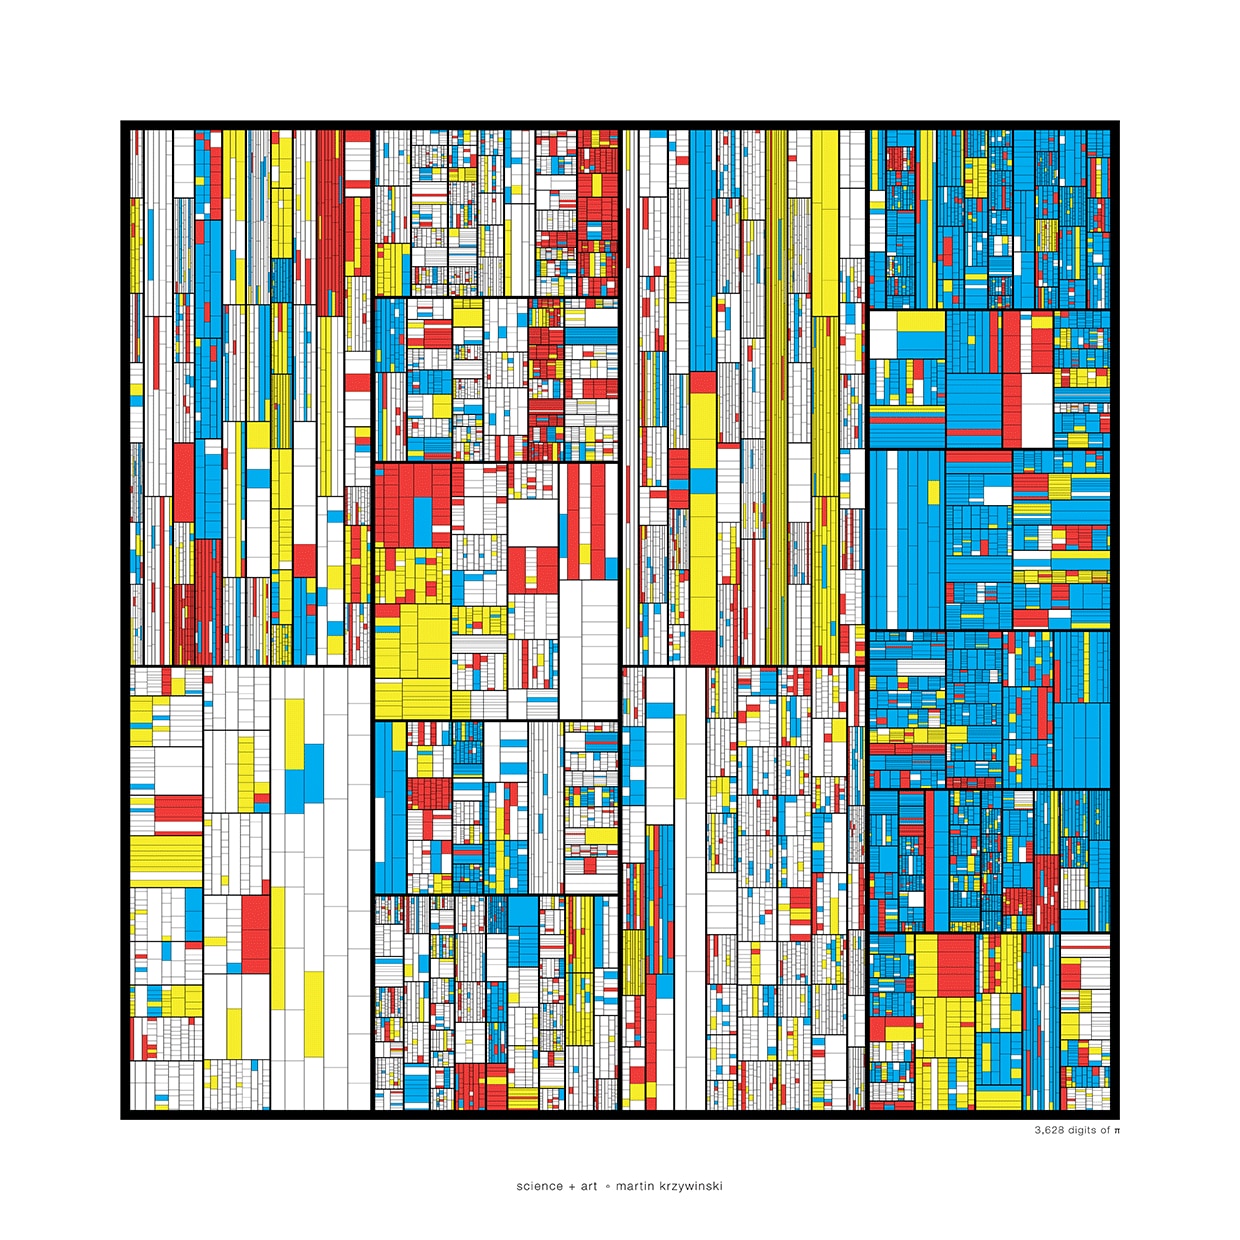 3,628 digits of π
science + art
martin krzywinski